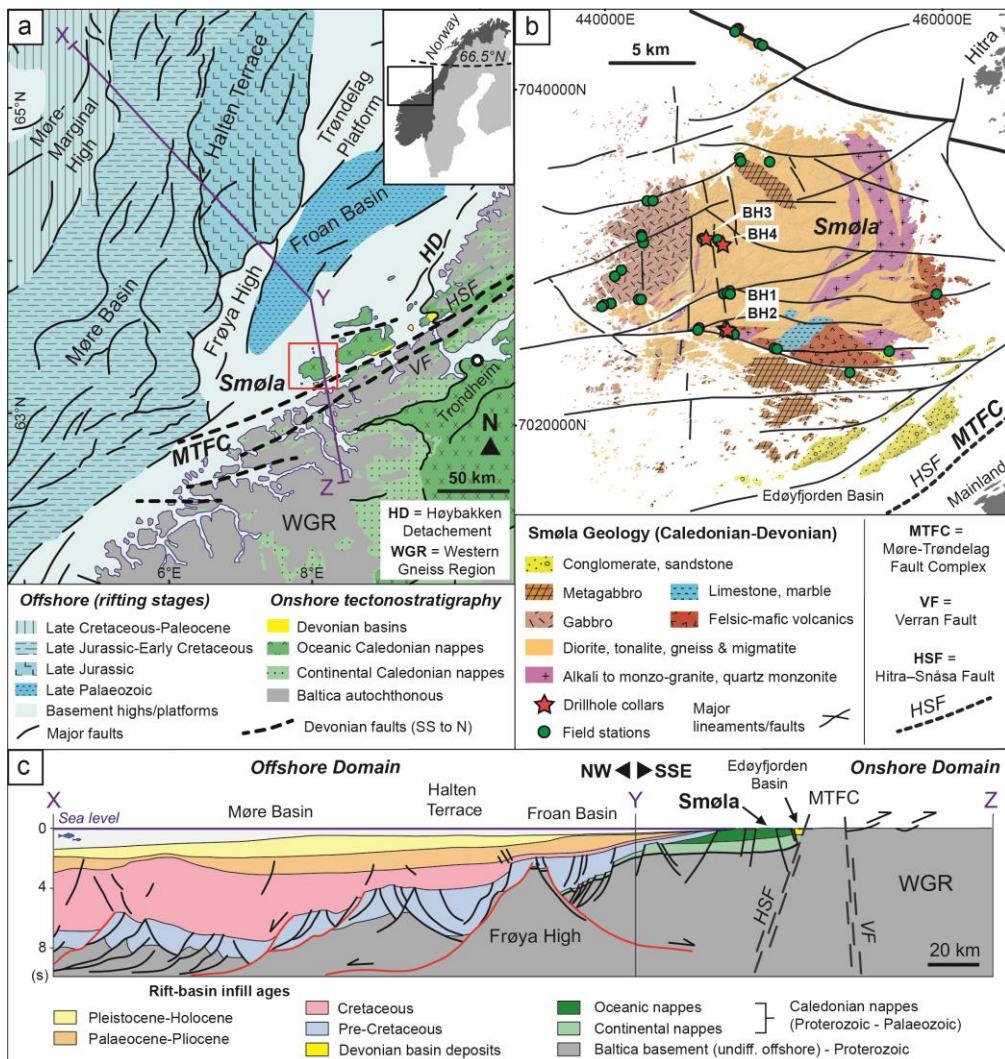 a
Norway
66.5°N
65°N
Møre-
Marginal
High
Halten Terrace
Trøndelag
Platform
Møre Basin
Froan Basin
Frøya High
HD
HSF
VF
Smøla
Trondheim
63°N
MTFC
N
50 km
WGR
X
Y
Z
6°E
8°E
HD = Høybakken
Detachement
WGR = Western
Gneiss Region
Offshore (rifting stages)
Late Cretaceous-Paleocene
Late Jurassic-Early Cretaceous
Late Jurassic
Late Palaeozoic
Basement highs/platforms
Major faults
Onshore tectonostratigraphy
Devonian basins
Oceanic Caledonian nappes
Continental Caledonian nappes
Baltica autochthonous
Devonian faults (SS to N)
b
440000E
460000E
5 km
Hitra
7040000N
BH3
BH4
Smøla
BH1
BH2
7020000N
Edøyfjorden Basin
MTFC
HSF
Mainland
Smøla Geology (Caledonian-Devonian)
Conglomerate, sandstone
Metagabbro
Limestone, marble
Gabbro
Felsic-mafic volcanics
Diorite, tonalite, gneiss & migmatite
Alkali to monzo-granite, quartz monzonite
Drillhole collars
Field stations
Major
lineaments/faults
MTFC =
Møre-Trøndelag
Fault Complex
VF =
Verran Fault
HSF =
Hitra–Snåsa Fault
HSF
c
Offshore Domain
NW
SSE
Edøyfjorden
Basin
Onshore Domain
X
Y
Z
Sea level
Møre Basin
Halten
Terrace
Froan Basin
Smøla
MTFC
0
4
8
(s)
Frøya High
HSF
VF
WGR
20 km
Rift-basin infill ages
Pleistocene-Holocene
Palaeocene-Pliocene
Cretaceous
Pre-Cretaceous
Devonian basin deposits
Oceanic nappes
Continental nappes
Caledonian nappes
(Proterozoic - Palaeozoic)
Baltica basement (undiff. offshore) - Proterozoic